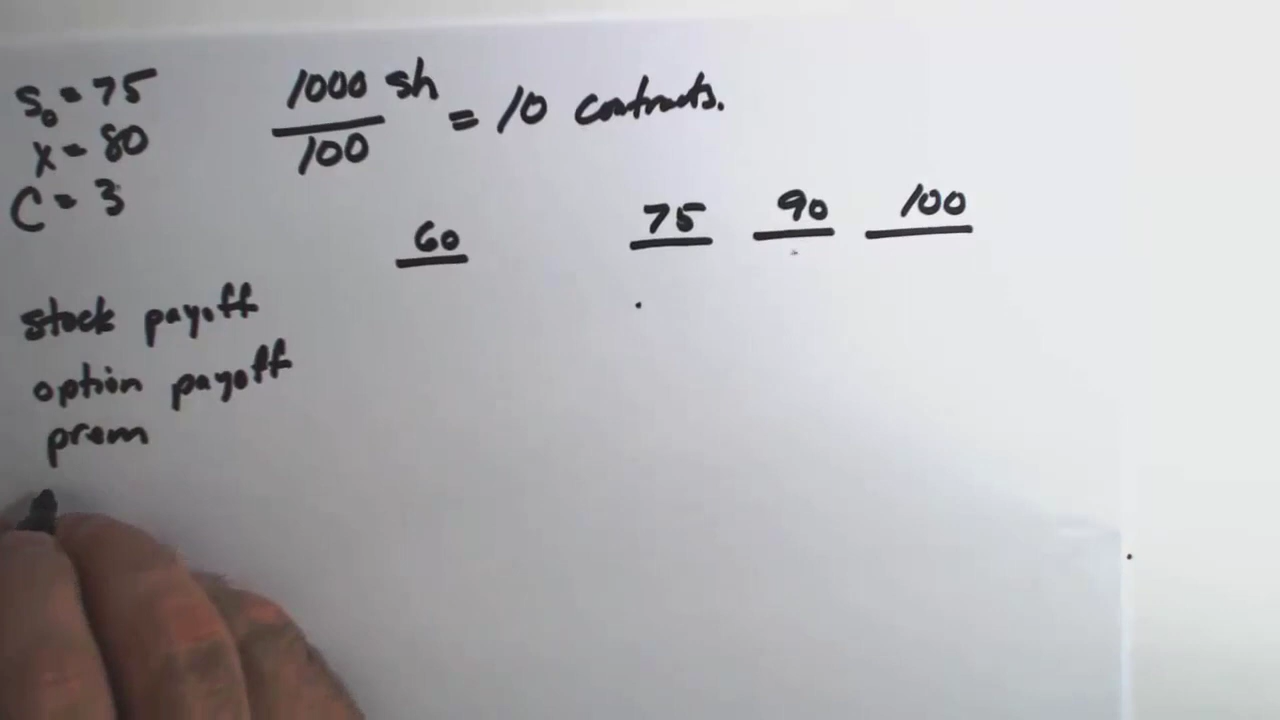 S₀ = 75
1000 sh
100
= 10 contracts.
X = 80
C = 3
60 75 90 100
stock payoff
option payoff
prem